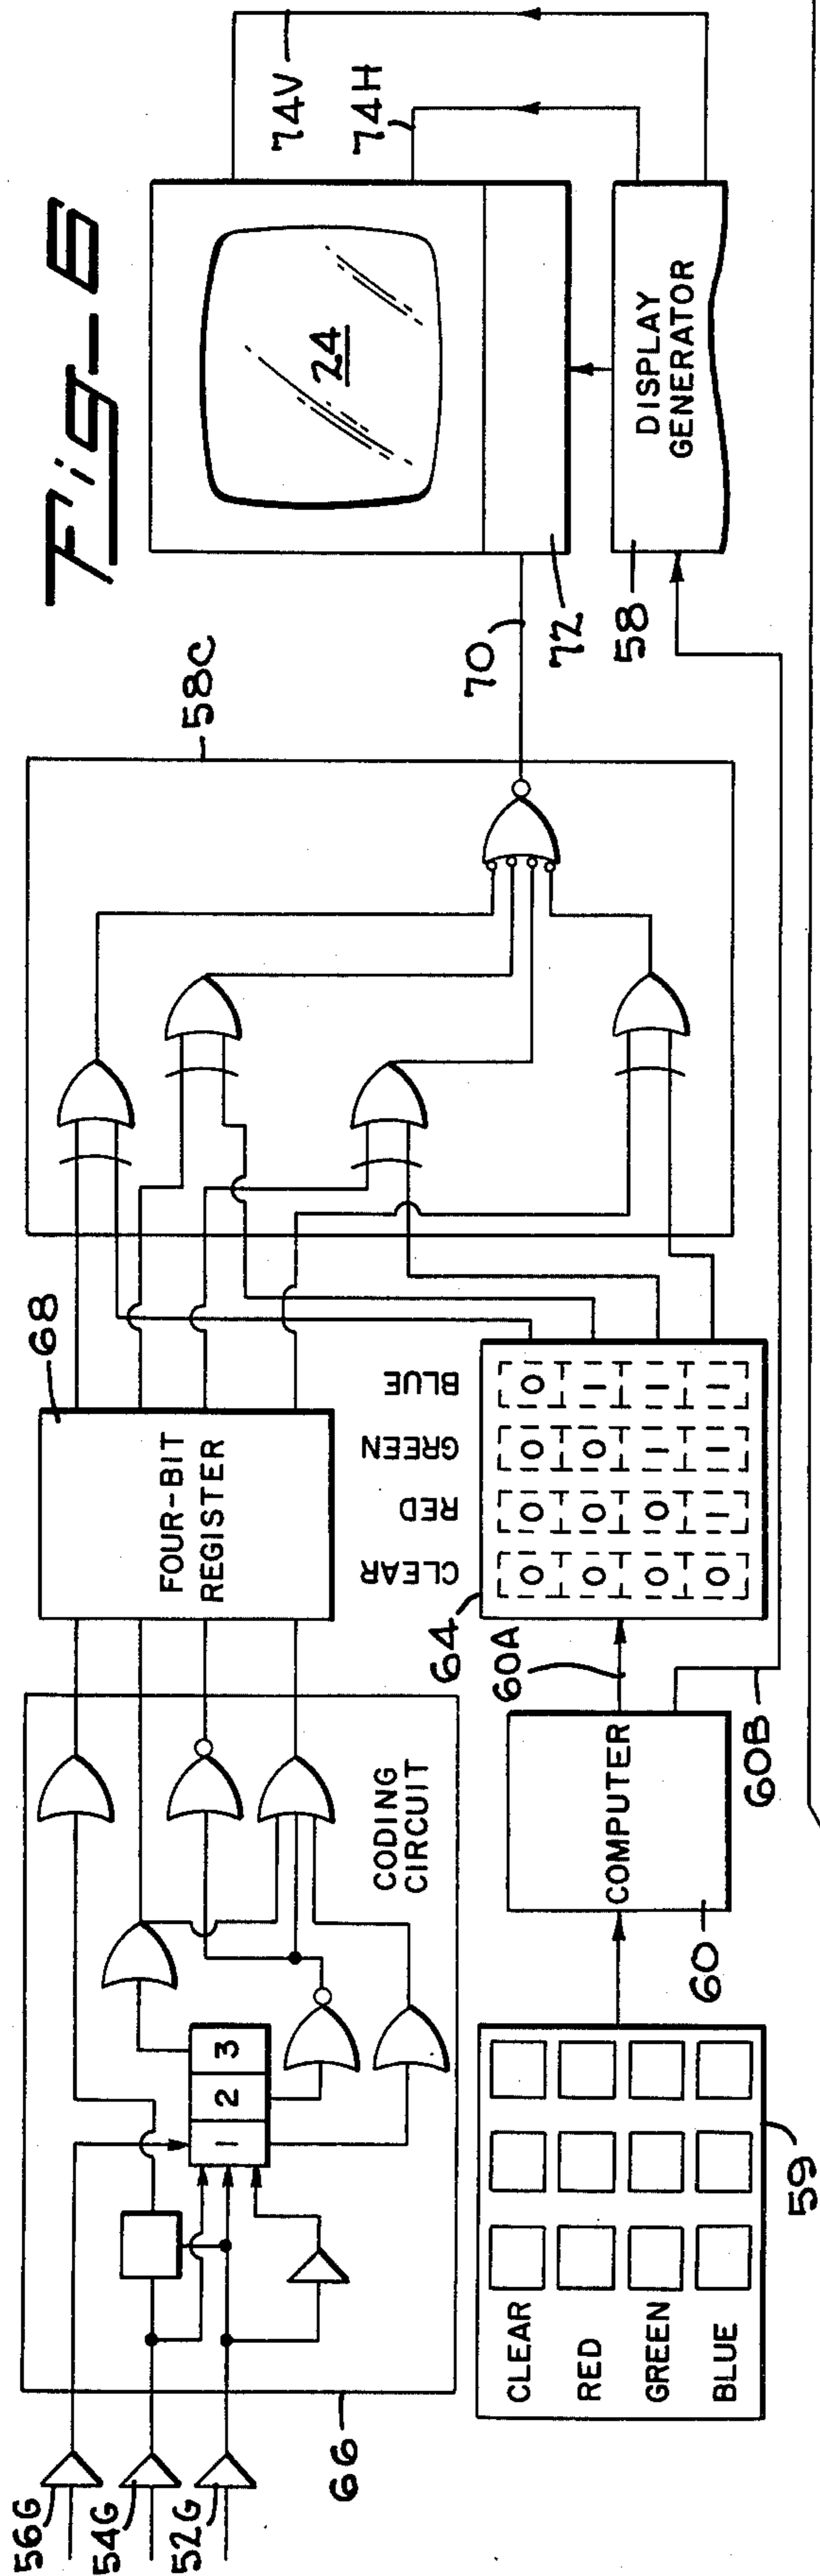 Fig-6
56G
54G
52G
66
1 2 3
CODING
CIRCUIT
FOUR-BIT
REGISTER
68
58C
70
24
72
74V
74H
DISPLAY
GENERATOR
58
CLEAR
RED
GREEN
BLUE
59
COMPUTER
60
60A
60B
64
CLEAR RED GREEN BLUE
0 0 0 0
0 0 0 1
0 0 1 1
0 1 1 1